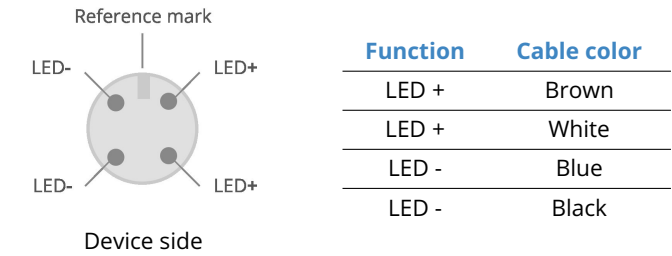 Reference mark
LED- LED+
LED- LED+
Device side
Function Cable color
LED + Brown
LED + White
LED - Blue
LED - Black